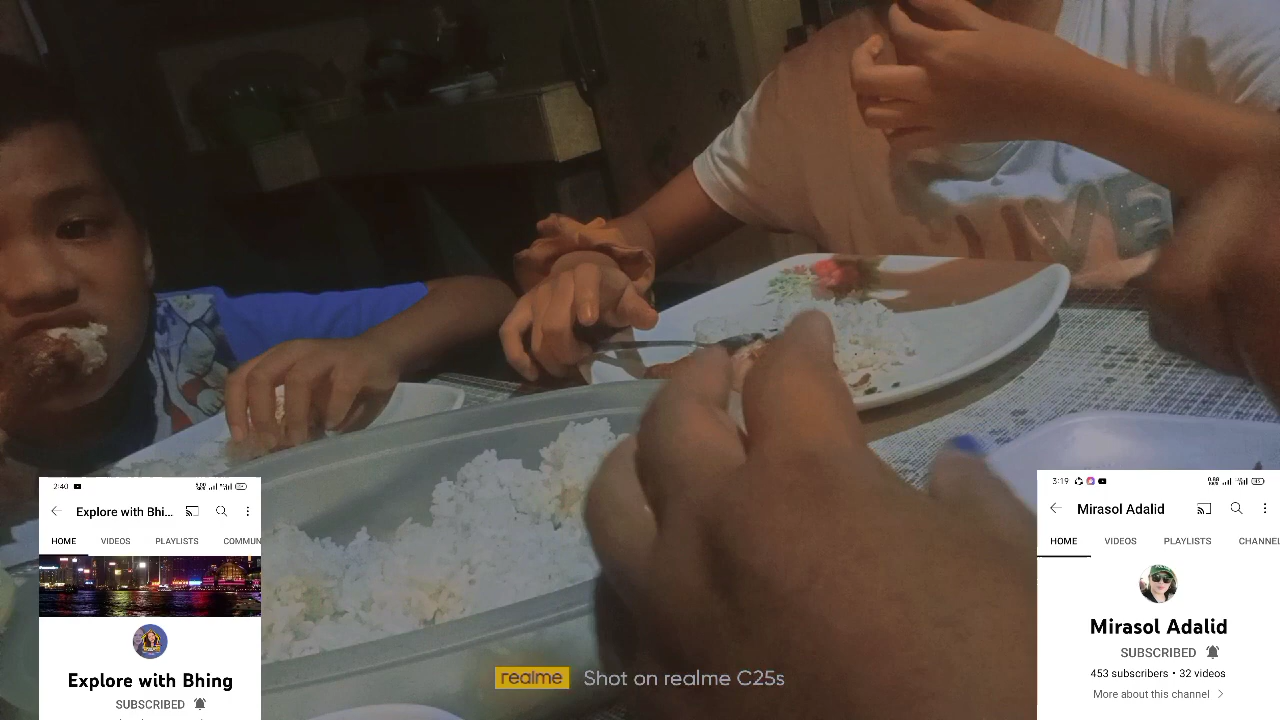 2:40
Explore with Bhi...
HOME VIDEOS PLAYLISTS COMMUN
Explore with Bhing
SUBSCRIBED
realme Shot on realme C25s
3:19
Mirasol Adalid
HOME VIDEOS PLAYLISTS CHANNEL
Mirasol Adalid
SUBSCRIBED
453 subscribers • 32 videos
More about this channel